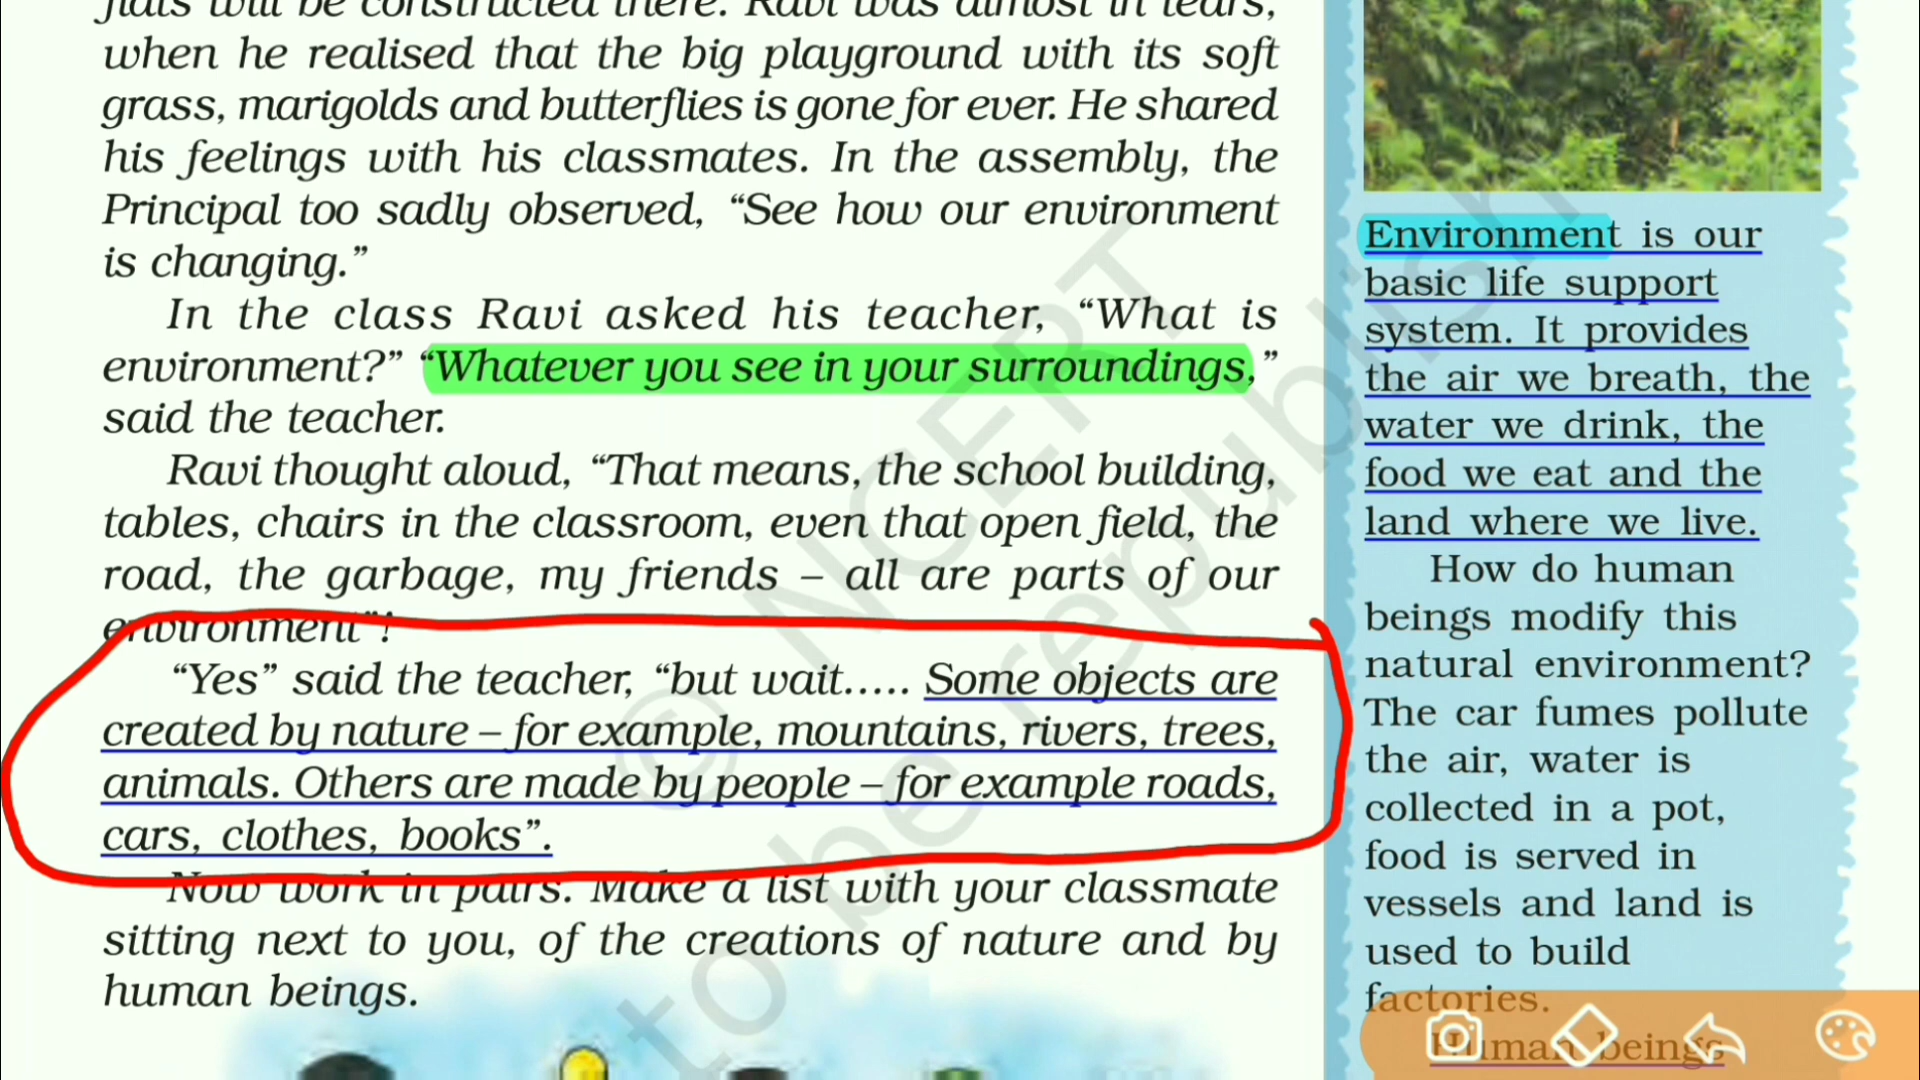 flats will be constructed there. Ravi was almost in tears,
when he realised that the big playground with its soft
grass, marigolds and butterflies is gone for ever. He shared
his feelings with his classmates. In the assembly, the
Principal too sadly observed, “See how our environment
is changing.”
In the class Ravi asked his teacher, “What is
environment?” “Whatever you see in your surroundings,”
said the teacher.
Ravi thought aloud, “That means, the school building,
tables, chairs in the classroom, even that open field, the
road, the garbage, my friends – all are parts of our
environment”!
“Yes” said the teacher, “but wait..... Some objects are
created by nature – for example, mountains, rivers, trees,
animals. Others are made by people – for example roads,
cars, clothes, books”.
Now work in pairs. Make a list with your classmate
sitting next to you, of the creations of nature and by
human beings.
Environment is our
basic life support
system. It provides
the air we breath, the
water we drink, the
food we eat and the
land where we live.
How do human
beings modify this
natural environment?
The car fumes pollute
the air, water is
collected in a pot,
food is served in
vessels and land is
used to build
factories.
Human beings
© NCERT
to be republish